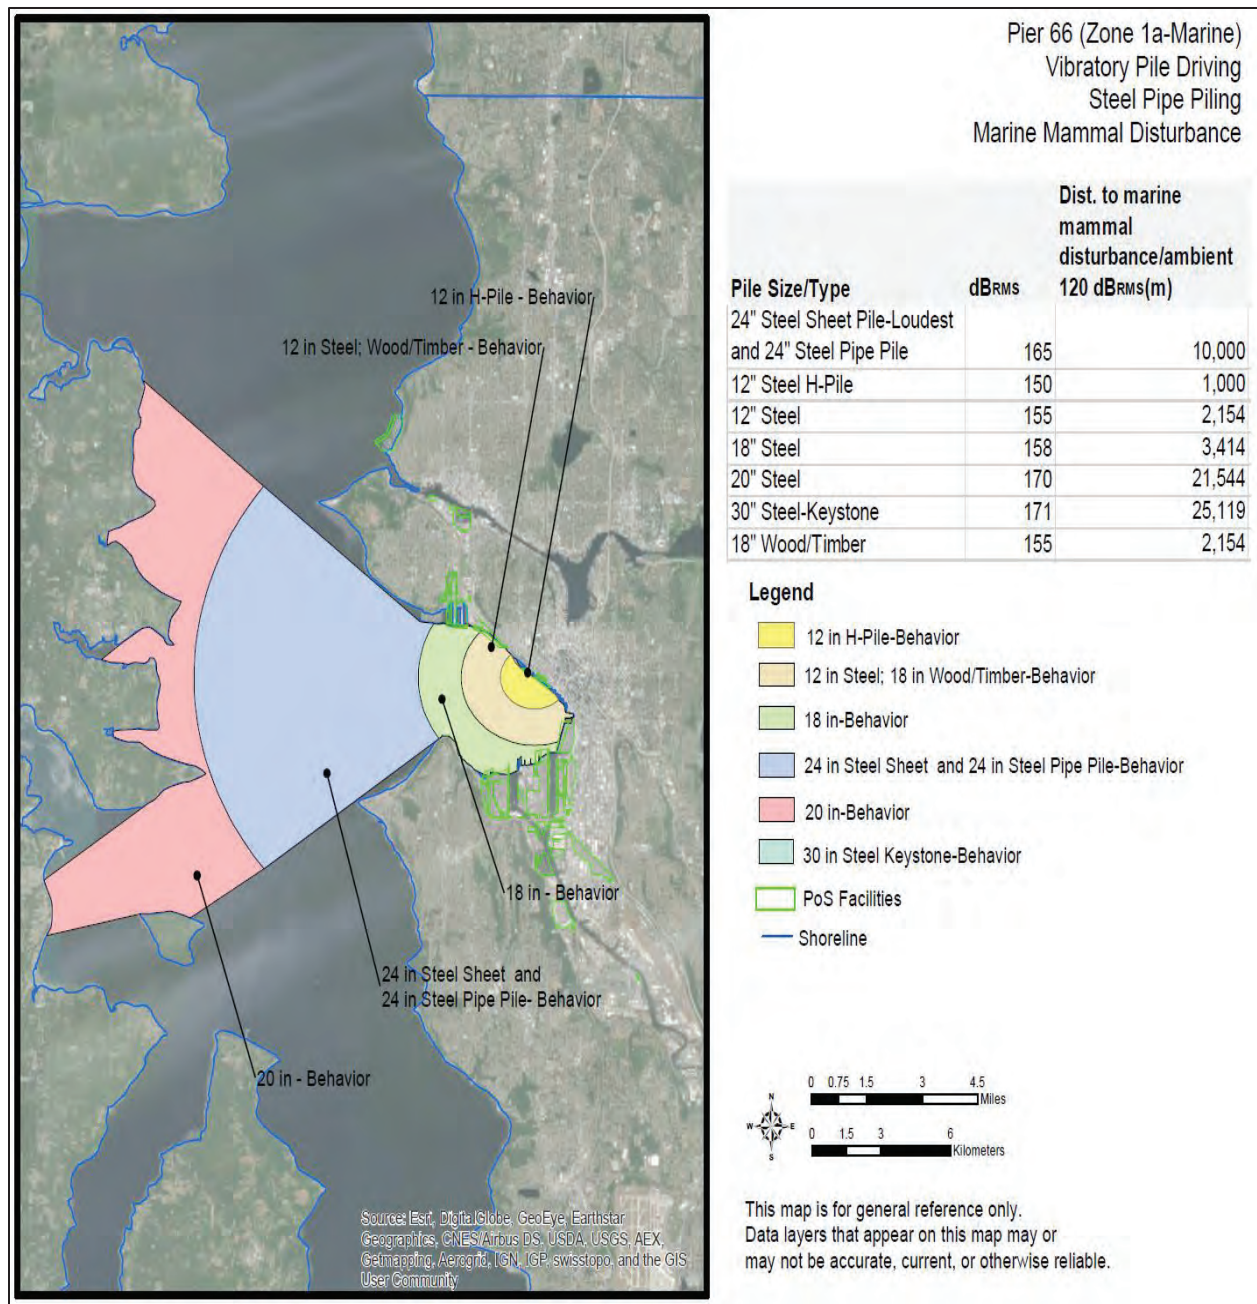 Pier 66 (Zone 1a-Marine)
Vibratory Pile Driving
Steel Pipe Piling
Marine Mammal Disturbance
12 in H-Pile - Behavior
12 in Steel; Wood/Timber - Behavior
18 in - Behavior
24 in Steel Sheet and
24 in Steel Pipe Pile- Behavior
20 in - Behavior
Source: Esri, DigitalGlobe, GeoEye, Earthstar
Geographics, CNES/Airbus DS, USDA, USGS, AEX,
Getmapping, Aerogrid, IGN, IGP, swisstopo, and the GIS
User Community
Dist. to marine
mammal
disturbance/ambient
Pile Size/Type dBRMS 120 dBRMS(m)
24" Steel Sheet Pile-Loudest
and 24" Steel Pipe Pile 165 10,000
12" Steel H-Pile 150 1,000
12" Steel 155 2,154
18" Steel 158 3,414
20" Steel 170 21,544
30" Steel-Keystone 171 25,119
18" Wood/Timber 155 2,154
Legend
12 in H-Pile-Behavior
12 in Steel; 18 in Wood/Timber-Behavior
18 in-Behavior
24 in Steel Sheet and 24 in Steel Pipe Pile-Behavior
20 in-Behavior
30 in Steel Keystone-Behavior
PoS Facilities
Shoreline
N
W E
S
0 0.75 1.5 3 4.5
Miles
0 1.5 3 6
Kilometers
This map is for general reference only.
Data layers that appear on this map may or
may not be accurate, current, or otherwise reliable.